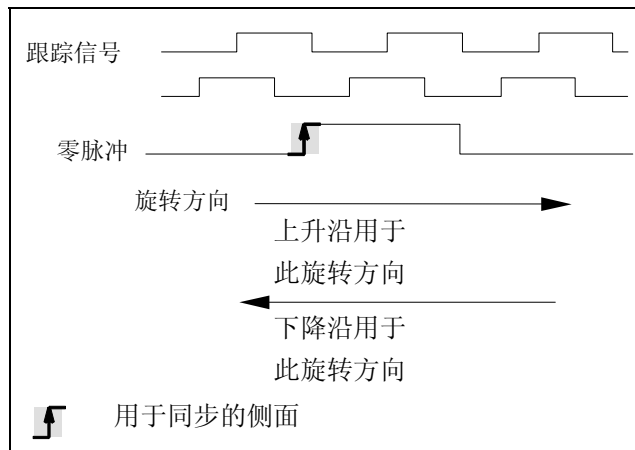 跟踪信号
零脉冲
旋转方向
上升沿用于
此旋转方向
下降沿用于
此旋转方向
用于同步的侧面